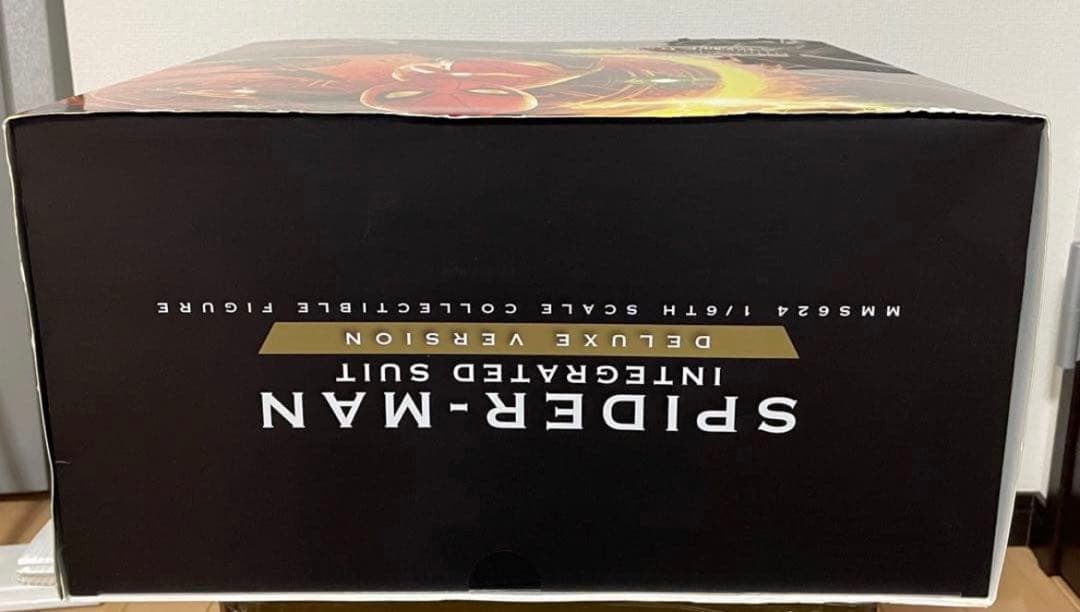 SPIDER-MAN
INTEGRATED SUIT
DELUXE VERSION
MMS624 1/6TH SCALE COLLECTIBLE FIGURE